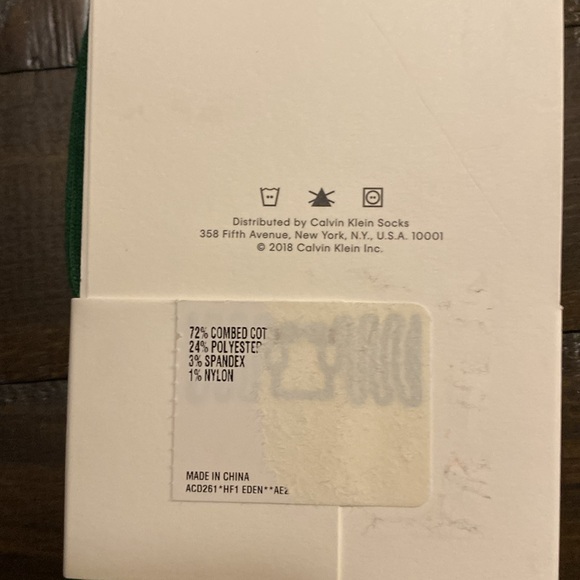 Distributed by Calvin Klein Socks
358 Fifth Avenue, New York, N.Y., U.S.A. 10001
© 2018 Calvin Klein Inc.
72% COMBED COT
24% POLYESTER
3% SPANDEX
1% NYLON
MADE IN CHINA
ACD261*HF1 EDEN**AE2